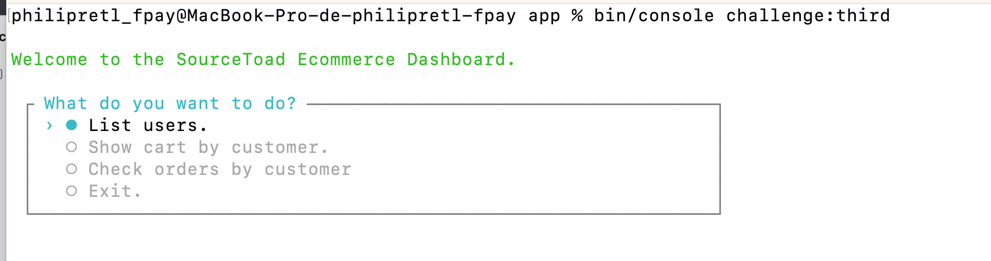 philipretl_fpay@MacBook-Pro-de-philipretl-fpay app % bin/console challenge:third
Welcome to the SourceToad Ecommerce Dashboard.
What do you want to do?
› ● List users.
○ Show cart by customer.
○ Check orders by customer
○ Exit.